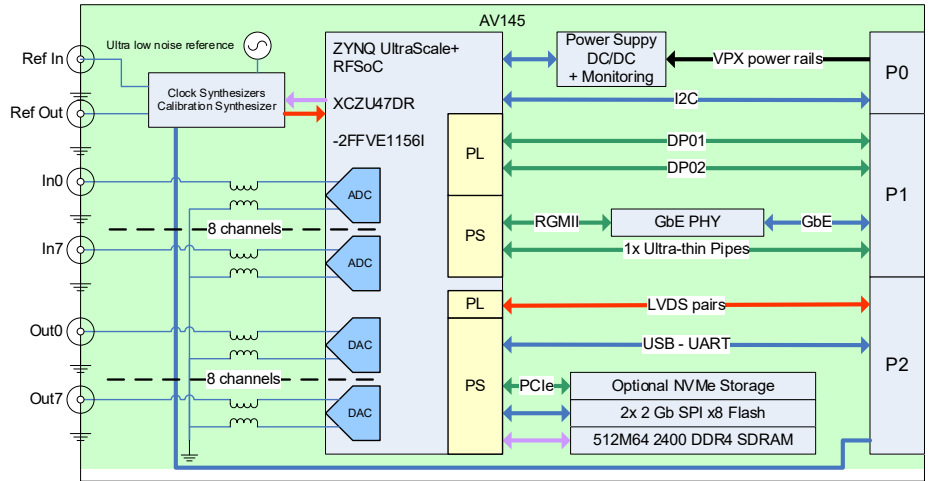 AV145
Ultra low noise reference
Ref In
Ref Out
Clock Synthesizers
Calibration Synthesizer
ZYNQ UltraScale+
RFSoC
XCZU47DR
-2FFVE1156I
Power Suppy
DC/DC
+ Monitoring
VPX power rails
P0
I2C
PL
DP01
DP02
P1
In0
ADC
8 channels
In7
ADC
PS
RGMII
GbE PHY
GbE
1x Ultra-thin Pipes
PL
LVDS pairs
Out0
DAC
USB - UART
P2
8 channels
Out7
DAC
PS
PCIe
Optional NVMe Storage
2x 2 Gb SPI x8 Flash
512M64 2400 DDR4 SDRAM